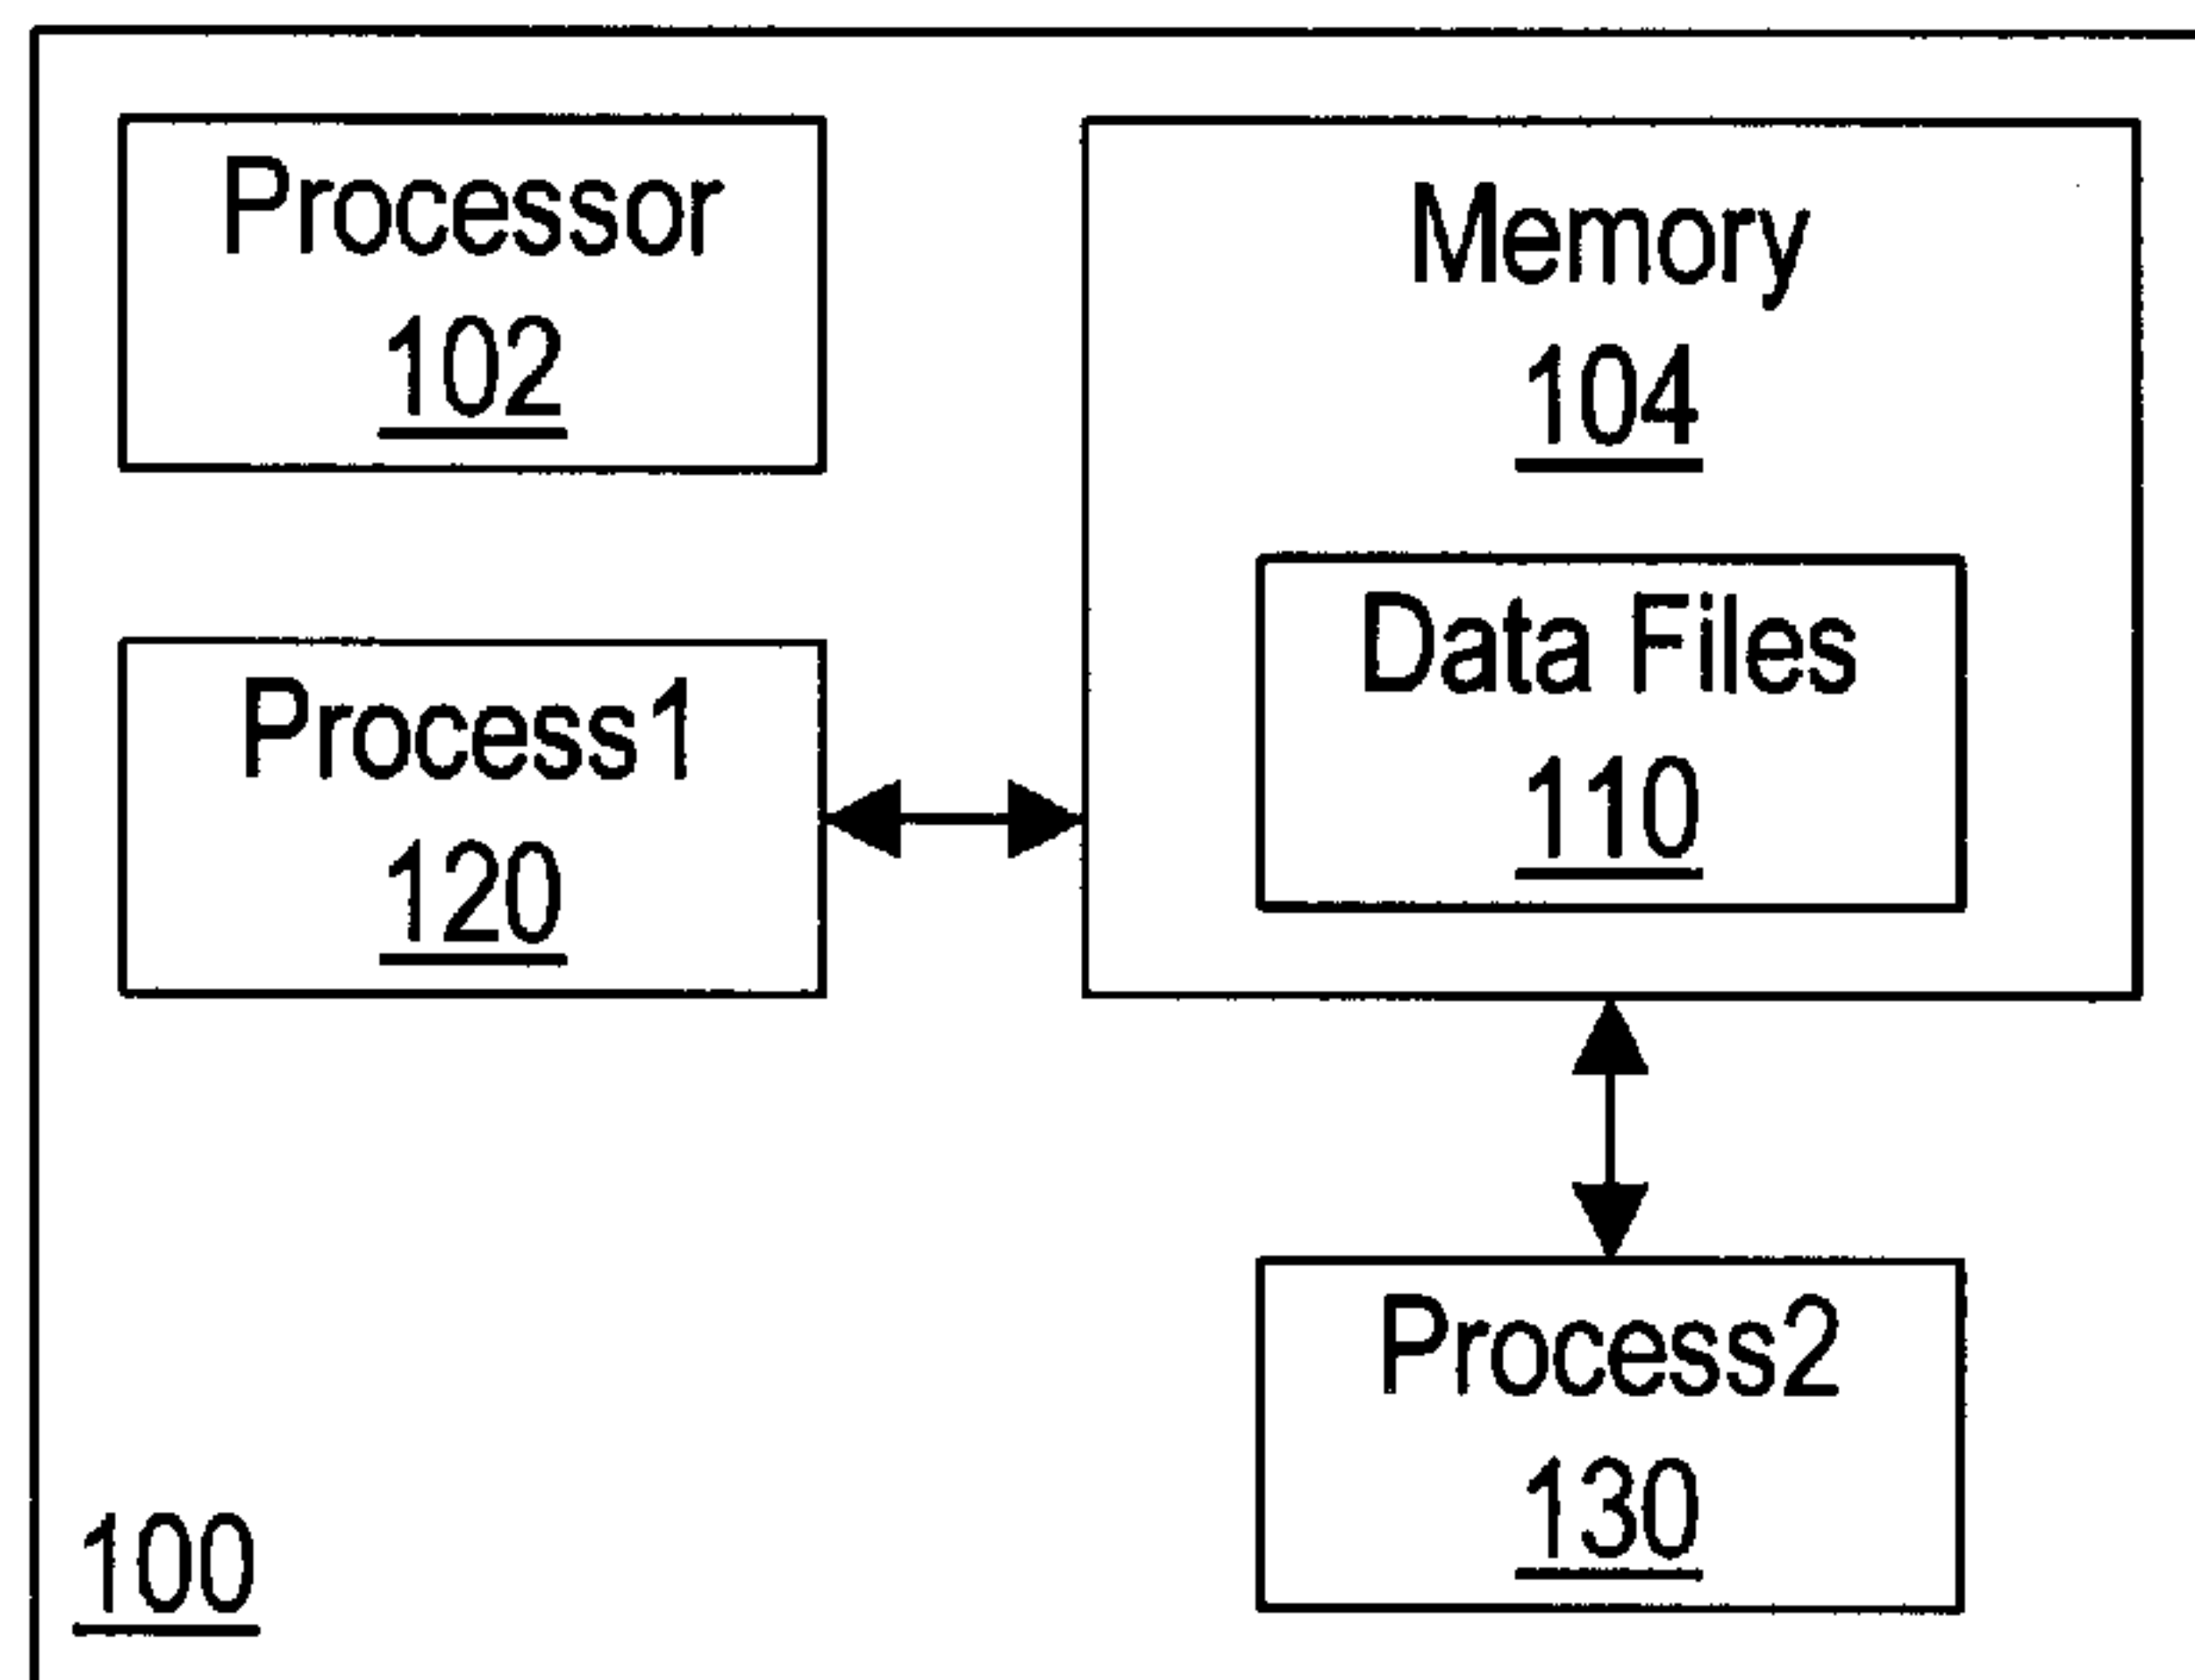 Processor
102
Memory
104
Process1
120
Data Files
110
Process2
130
100